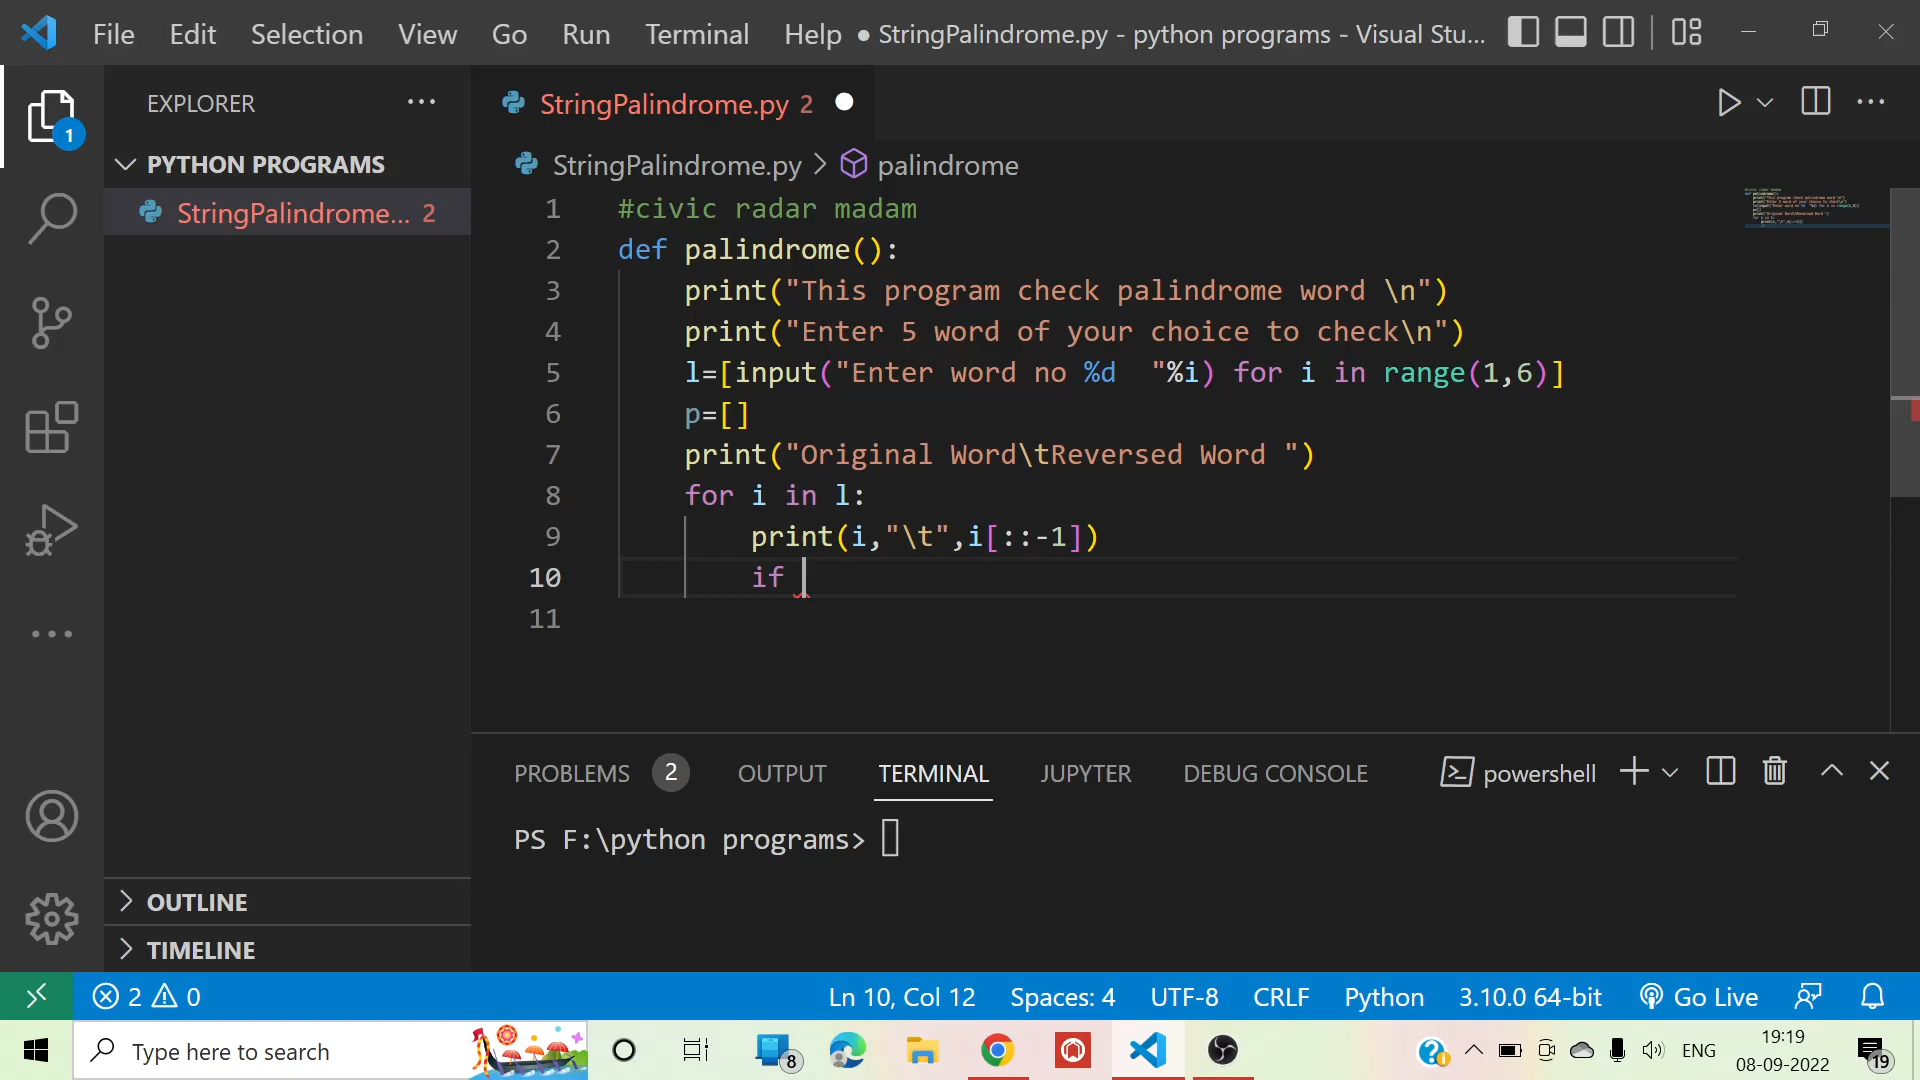 File Edit Selection View Go Run Terminal Help ● StringPalindrome.py - python programs - Visual Stu...
EXPLORER ...
1
PYTHON PROGRAMS
StringPalindrome... 2
StringPalindrome.py 2
StringPalindrome.py > palindrome
1 #civic radar madam
2 def palindrome():
3 print("This program check palindrome word \n")
4 print("Enter 5 word of your choice to check\n")
5 l=[input("Enter word no %d  "%i) for i in range(1,6)]
6 p=[]
7 print("Original Word\tReversed Word ")
8 for i in l:
9 print(i,"\t",i[::-1])
10 if
11
PROBLEMS 2 OUTPUT TERMINAL JUPYTER DEBUG CONSOLE powershell
PS F:\python programs>
OUTLINE
TIMELINE
2 0 Ln 10, Col 12 Spaces: 4 UTF-8 CRLF Python 3.10.0 64-bit Go Live
Type here to search 8 ENG 19:19
08-09-2022 19